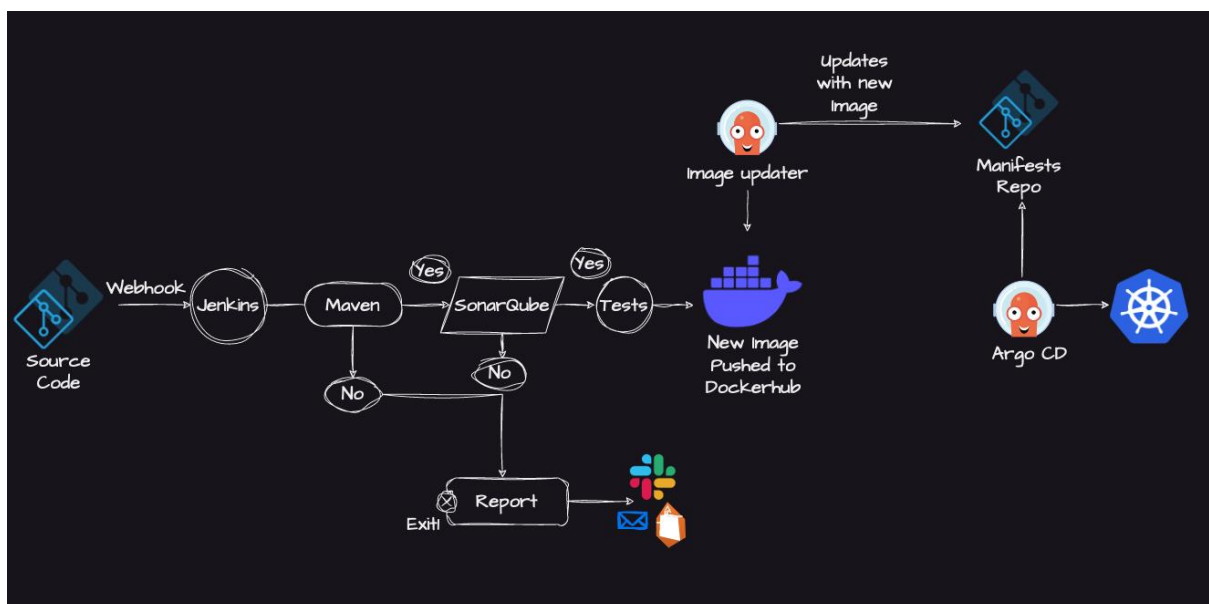 Updates
with new
Image
Image updater
Manifests
Repo
Webhook
Jenkins
Maven
Yes
SonarQube
Yes
Tests
Source
Code
No
No
New Image
Pushed to
Dockerhub
Argo CD
Report
Exit!